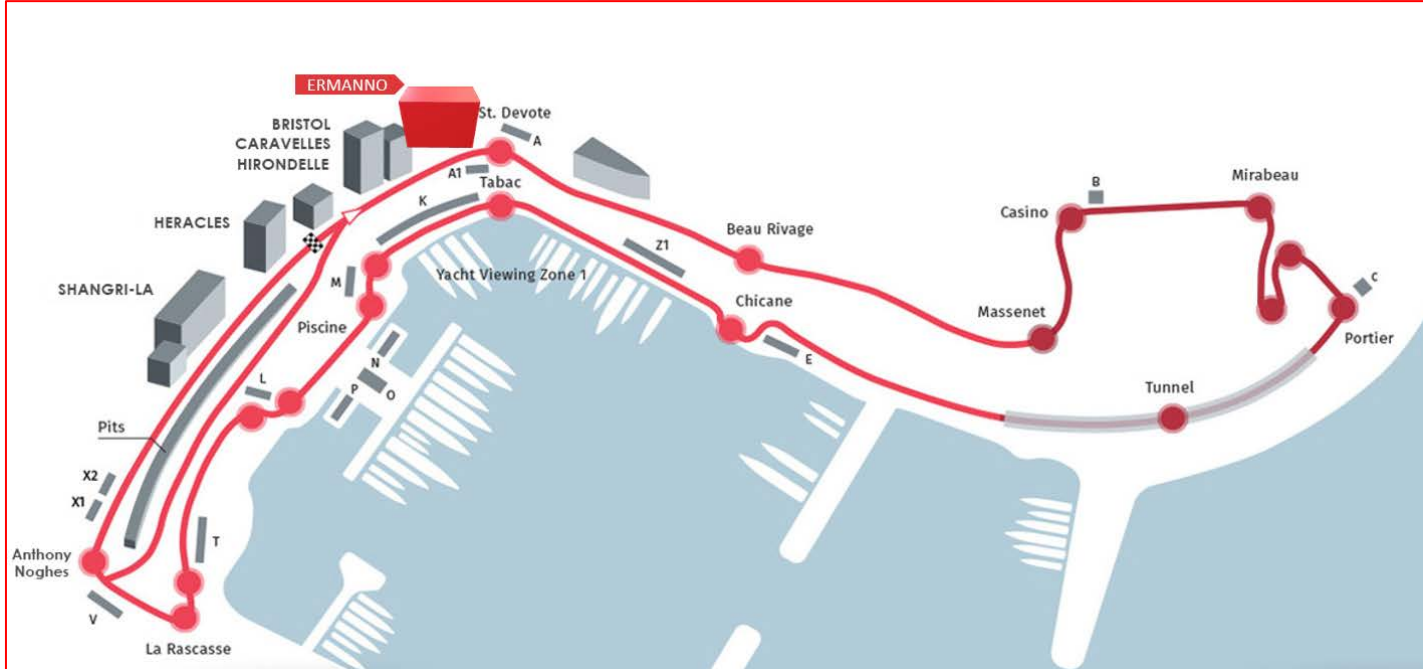 ERMANNO
St. Devote
A
BRISTOL
CARAVELLES
HIRONDELLE
A1
Tabac
K
HERACLES
B
Mirabeau
Casino
Beau Rivage
Z1
Yacht Viewing Zone 1
M
C
SHANGRI-LA
Chicane
Massenet
Piscine
Portier
E
N
L
P
O
Tunnel
Pits
X2
X1
T
Anthony
Noghes
V
La Rascasse